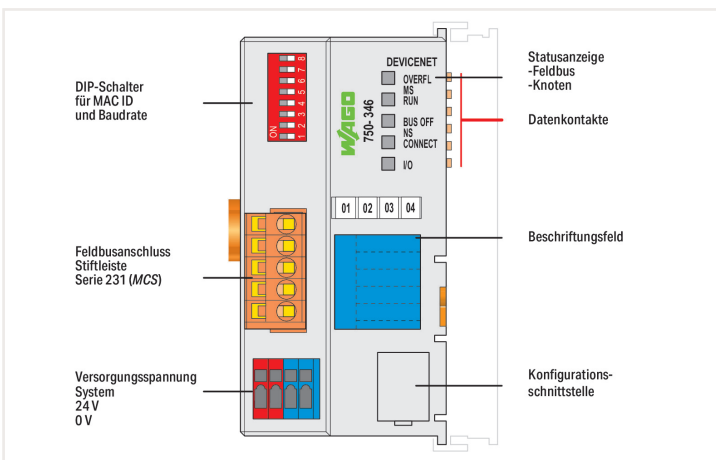 DIP-Schalter
für MAC ID
und Baudrate
Feldbusanschluss
Stiftleiste
Serie 231 (MCS)
Versorgungsspannung
System
24 V
0 V
ON
1 2 3 4 5 6 7 8
WAGO
750-346
DEVICENET
OVERFL
MS
RUN
BUS OFF
NS
CONNECT
I/O
01 02 03 04
Statusanzeige
-Feldbus
-Knoten
Datenkontakte
Beschriftungsfeld
Konfigurations-
schnittstelle